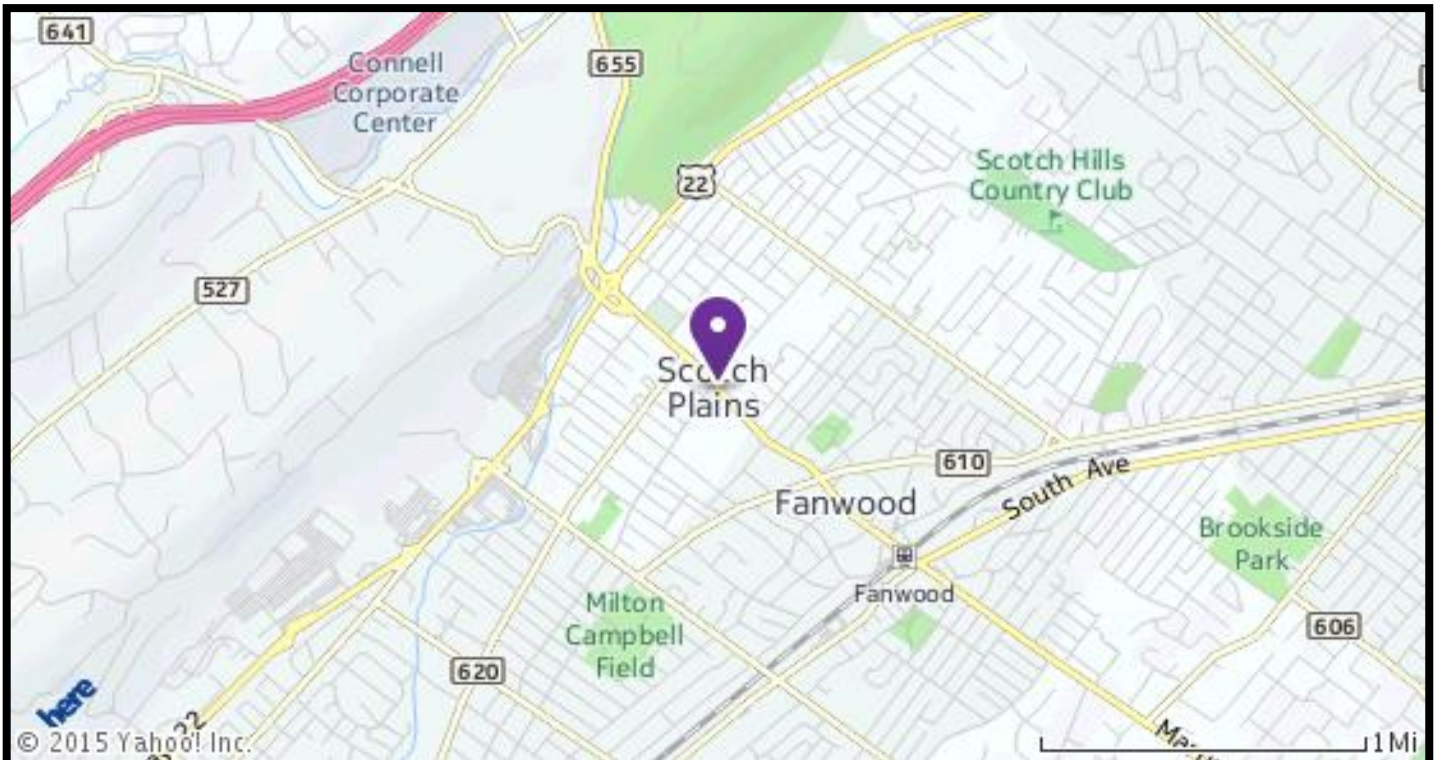 641
Connell
Corporate
Center
655
22
Scotch Hills
Country Club
527
Scotch
Plains
610
South Ave
Fanwood
Brookside
Park
Fanwood
Milton
Campbell
Field
606
620
here
22
© 2015 Yahoo! Inc.
1Mi